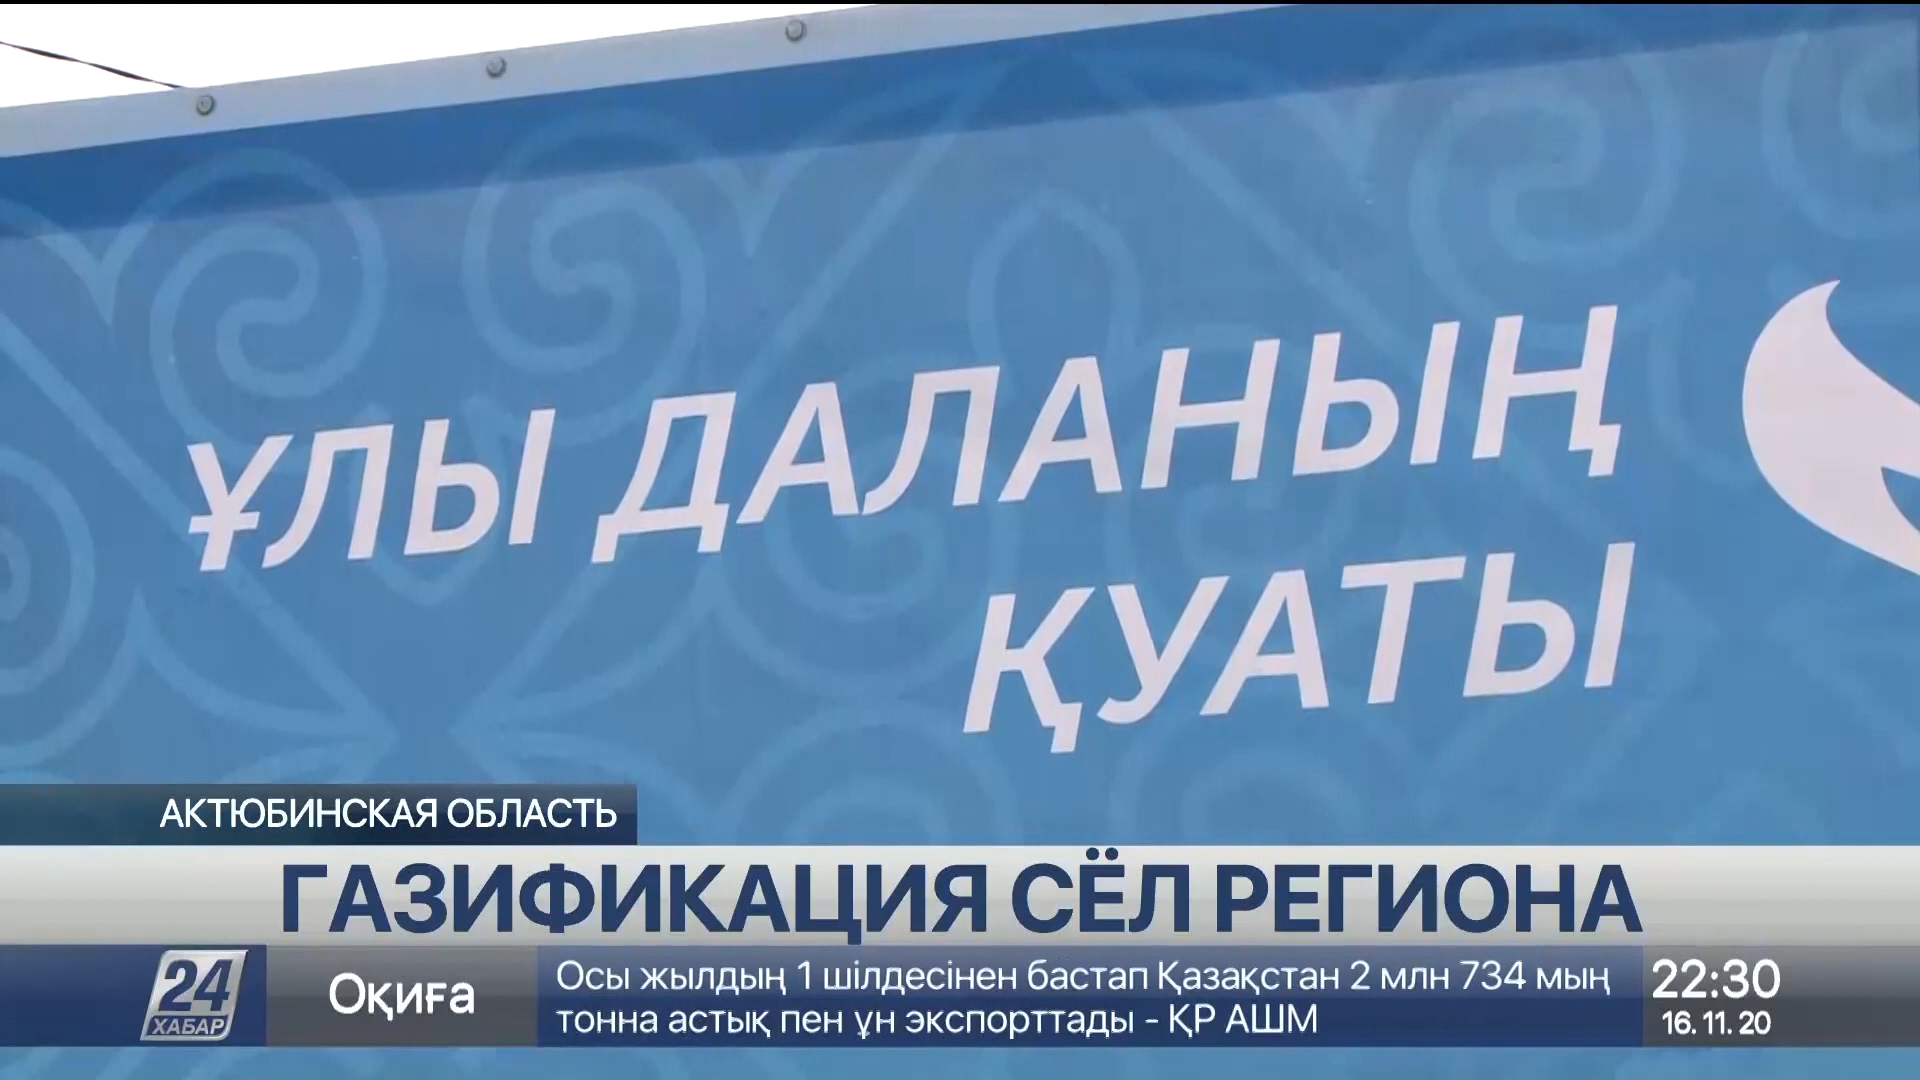 ҰЛЫ ДАЛАНЫҢ
ҚУАТЫ
АКТЮБИНСКАЯ ОБЛАСТЬ
ГАЗИФИКАЦИЯ СЁЛ РЕГИОНА
24
ХАБАР
Оқиға
Осы жылдың 1 шілдесінен бастап Қазақстан 2 млн 734 мың
тонна астық пен ұн экспорттады - ҚР АШМ
22:30
16. 11. 20